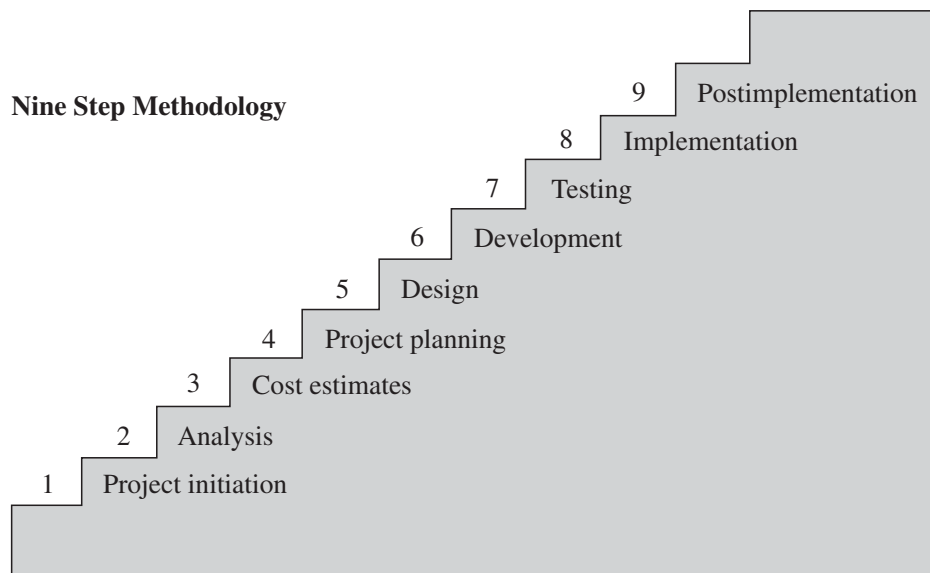 Nine Step Methodology
9 Postimplementation
8 Implementation
7 Testing
6 Development
5 Design
4 Project planning
3 Cost estimates
2 Analysis
1 Project initiation